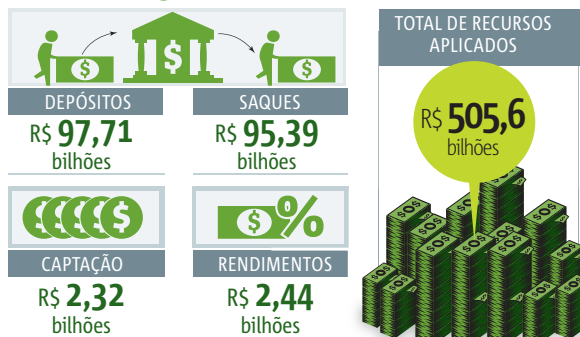 DEPÓSITOS
R$ 97,71
bilhões
SAQUES
R$ 95,39
bilhões
CAPTAÇÃO
R$ 2,32
bilhões
RENDIMENTOS
R$ 2,44
bilhões
TOTAL DE RECURSOS
APLICADOS
R$ 505,6
bilhões